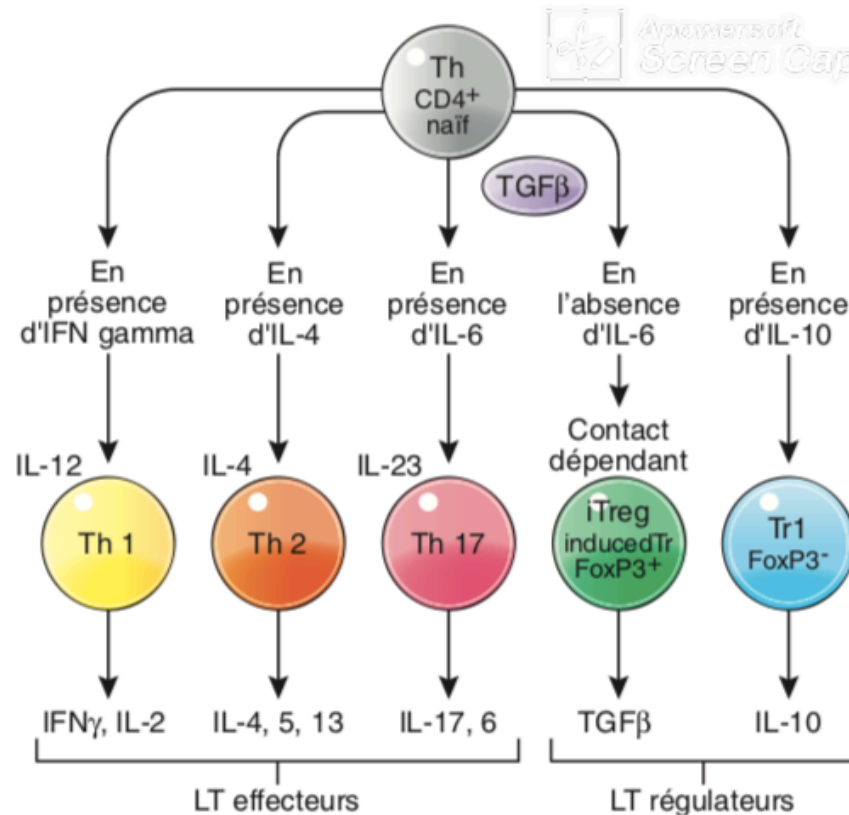 Apowersoft
Screen Cap
Th
CD4+
naïf
TGFβ
En
présence
d'IFN gamma
En
présence
d'IL-4
En
présence
d'IL-6
En
l'absence
d'IL-6
En
présence
d'IL-10
Contact
dépendant
IL-12
IL-4
IL-23
Th 1
Th 2
Th 17
iTreg
inducedTr
FoxP3+
Tr1
FoxP3-
IFNγ, IL-2
IL-4, 5, 13
IL-17, 6
TGFβ
IL-10
LT effecteurs
LT régulateurs